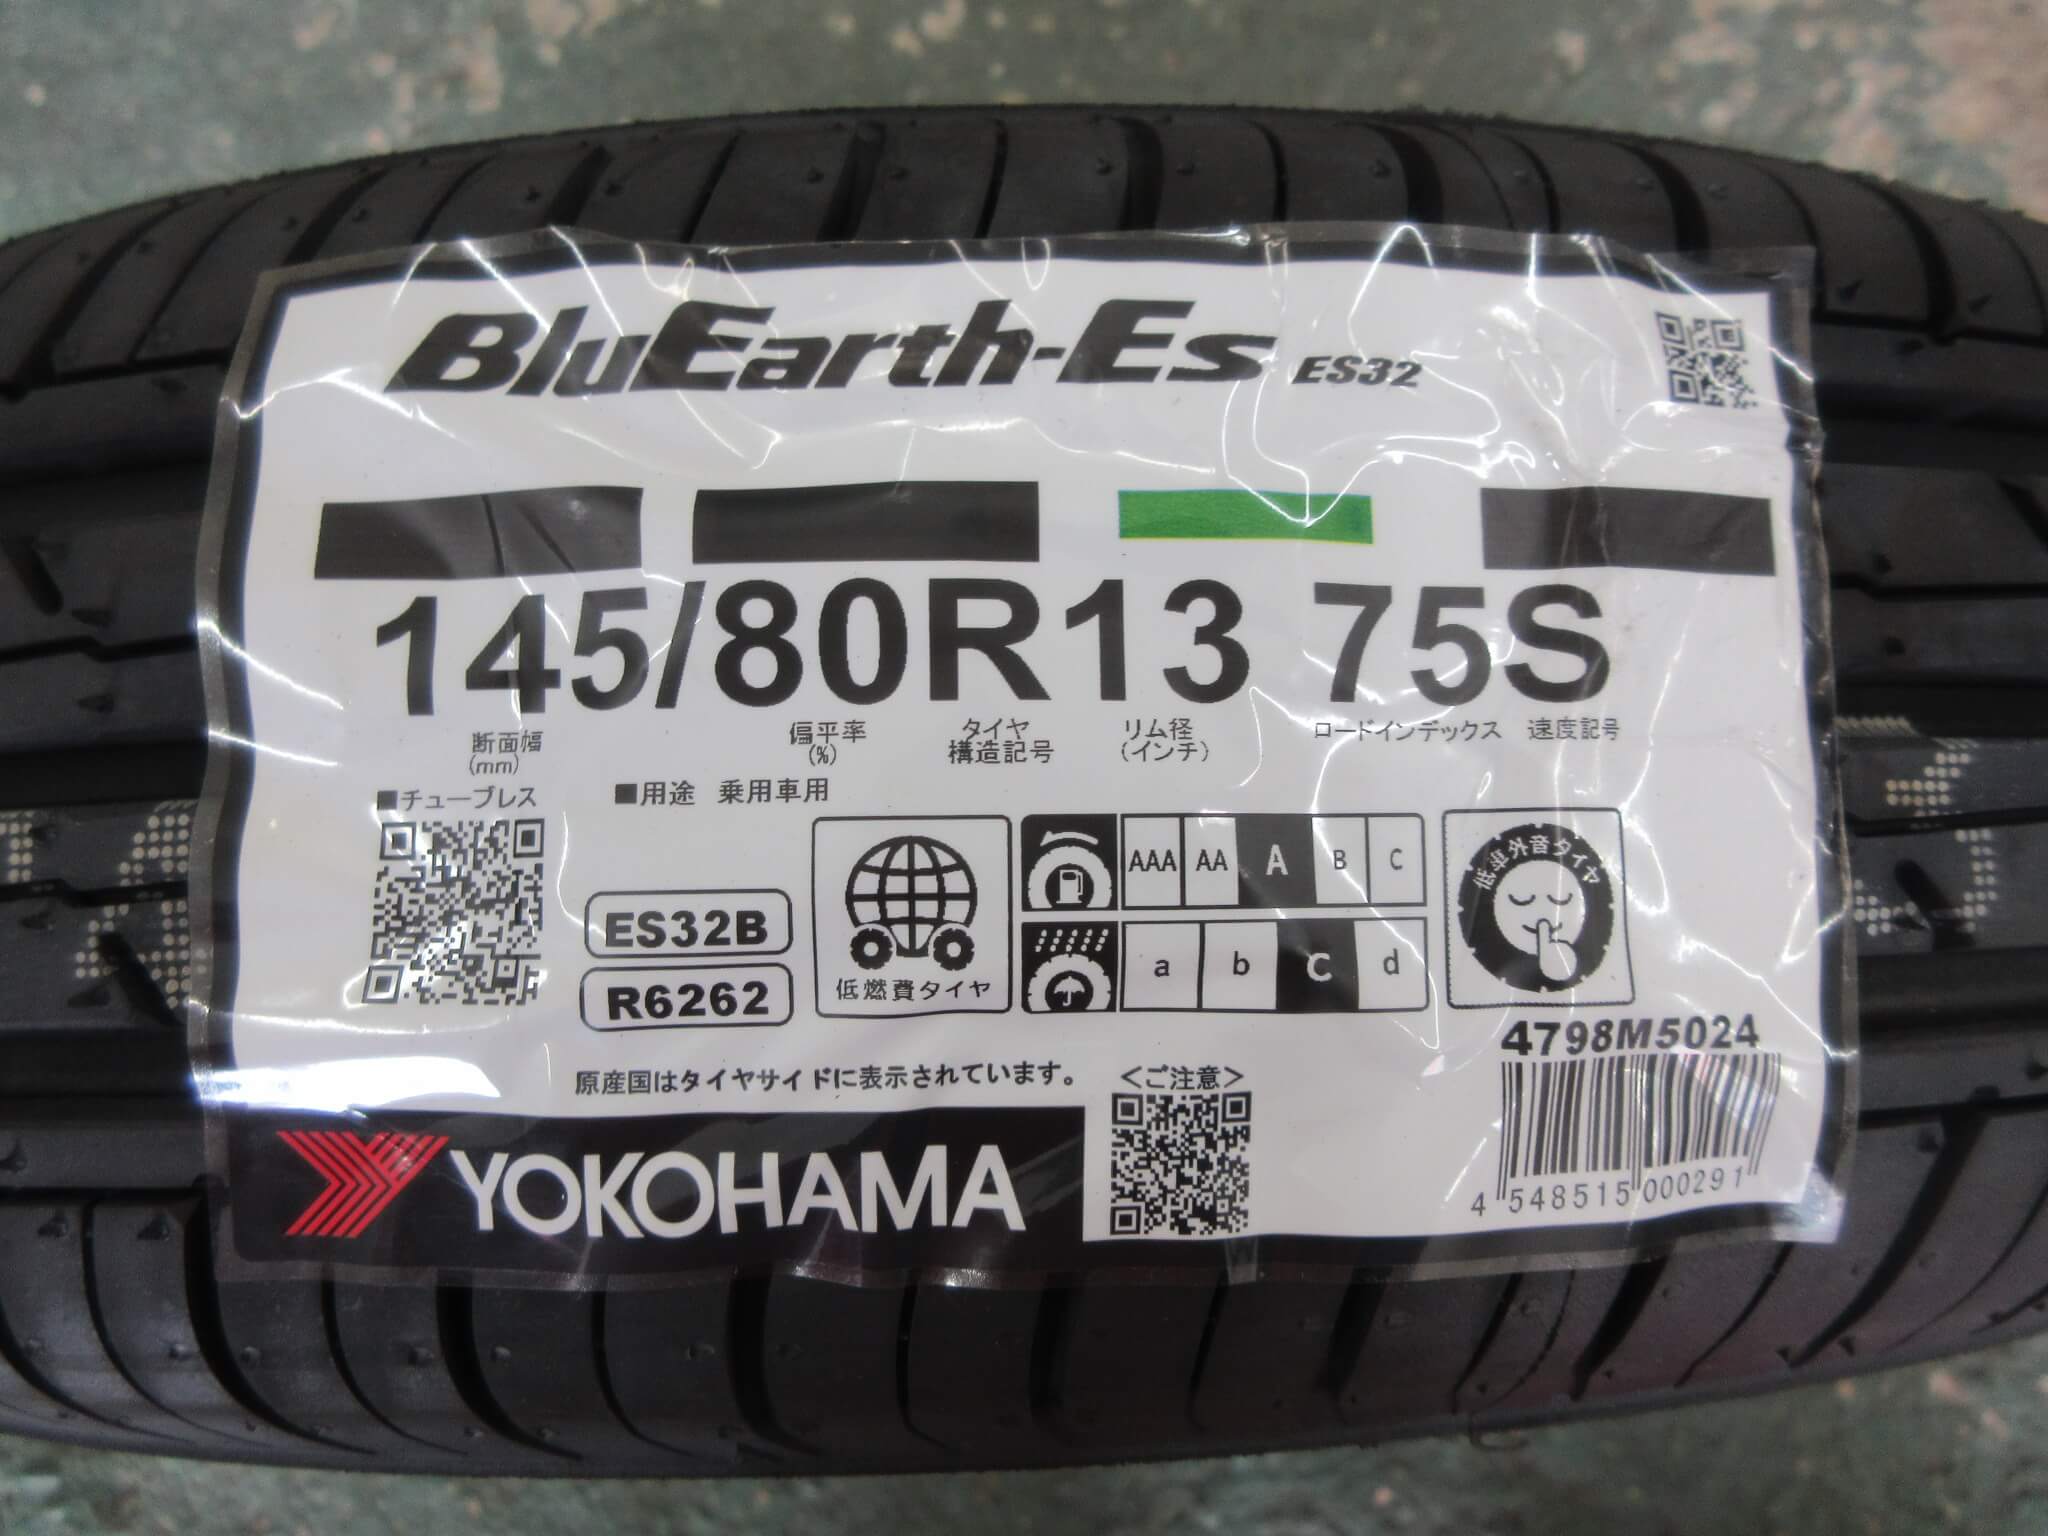 BluEarth-Es ES32
145/80R13 75S
断面幅 偏平率 タイヤ リム径 ロードインデックス 速度記号
(mm) (%) 構造記号 (インチ)
■チューブレス ■用途 乗用車用
低燃費タイヤ
AAA AA A B C
a b c d
低車外音タイヤ
ES32B
R6262
4798M5024
原産国はタイヤサイドに表示されています。
<ご注意>
YOKOHAMA
4 548515 000291